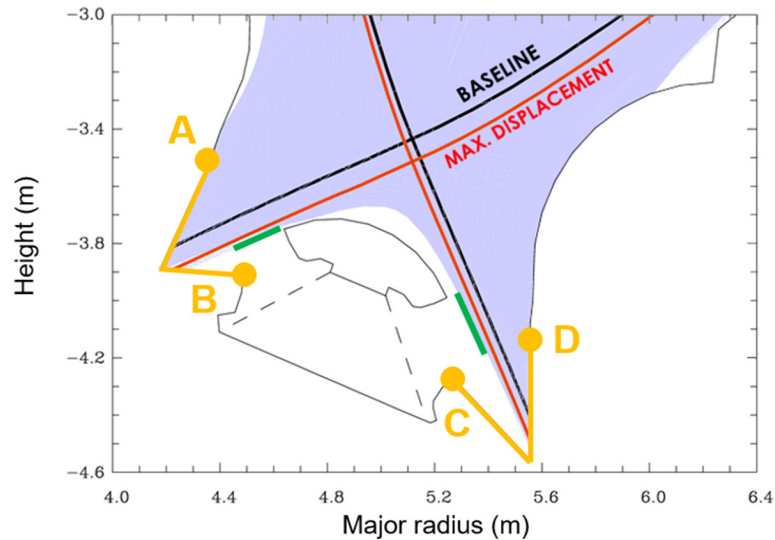 -3.0
BASELINE
MAX. DISPLACEMENT
A
-3.4
-3.8
B
D
-4.2
C
-4.6
4.0 4.4 4.8 5.2 5.6 6.0 6.4
Major radius (m)
Height (m)